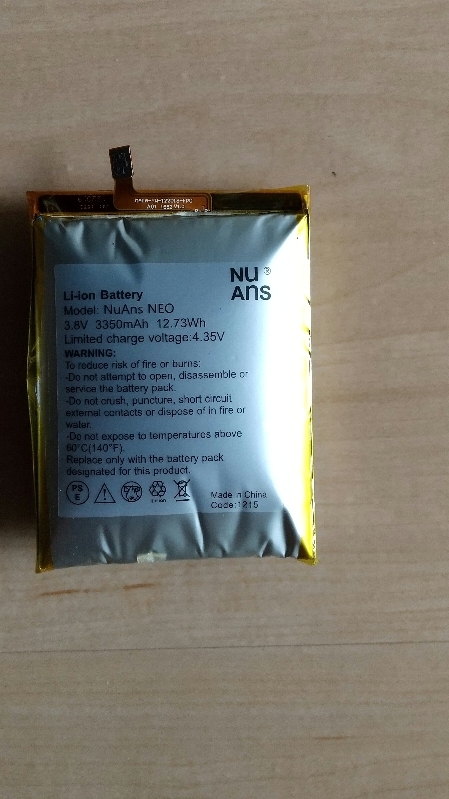 NU
ANS
Li-ion Battery
Model: NuAns NEO
3.8V 3350mAh 12.73Wh
Limited charge voltage:4.35V
WARNING:
To reduce risk of fire or burns:
-Do not attempt to open, disassemble or
service the battery pack.
-Do not crush, puncture, short circuit
external contacts or dispose of in fire or
water.
-Do not expose to temperatures above
60°C(140°F).
Replace only with the battery pack
designated for this product.
PS
E
Li-ion
Made in China
Code:1215